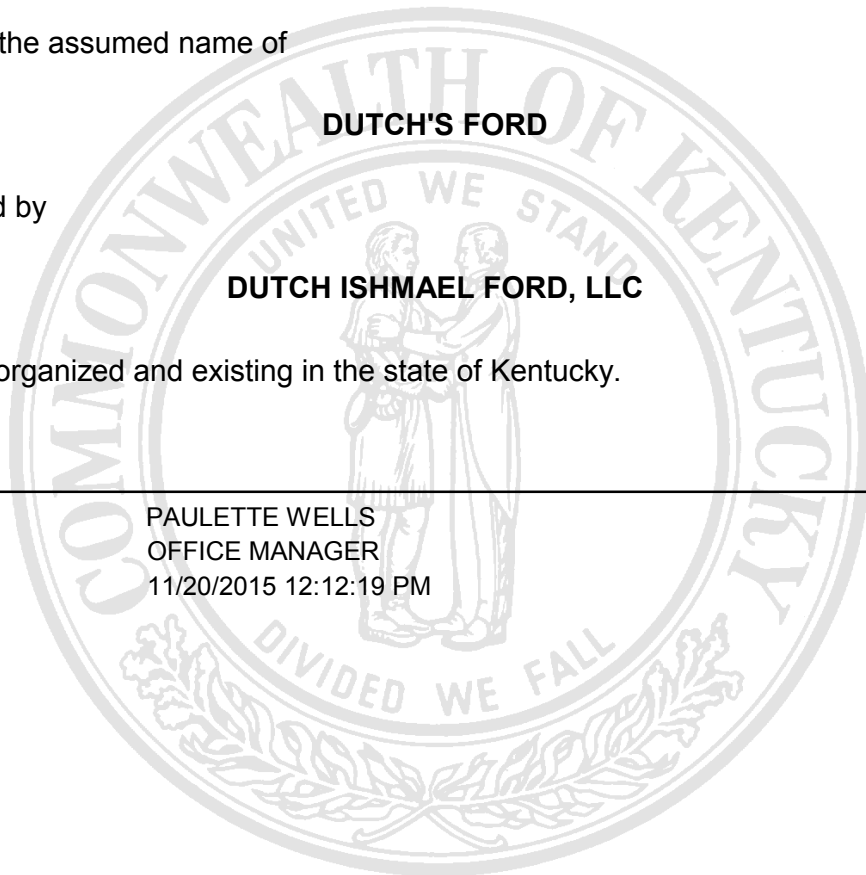 the assumed name of
DUTCH'S FORD
d by
DUTCH ISHMAEL FORD, LLC
organized and existing in the state of Kentucky.
PAULETTE WELLS
OFFICE MANAGER
11/20/2015 12:12:19 PM
COMMONWEALTH OF KENTUCKY
UNITED WE STAND
DIVIDED WE FALL